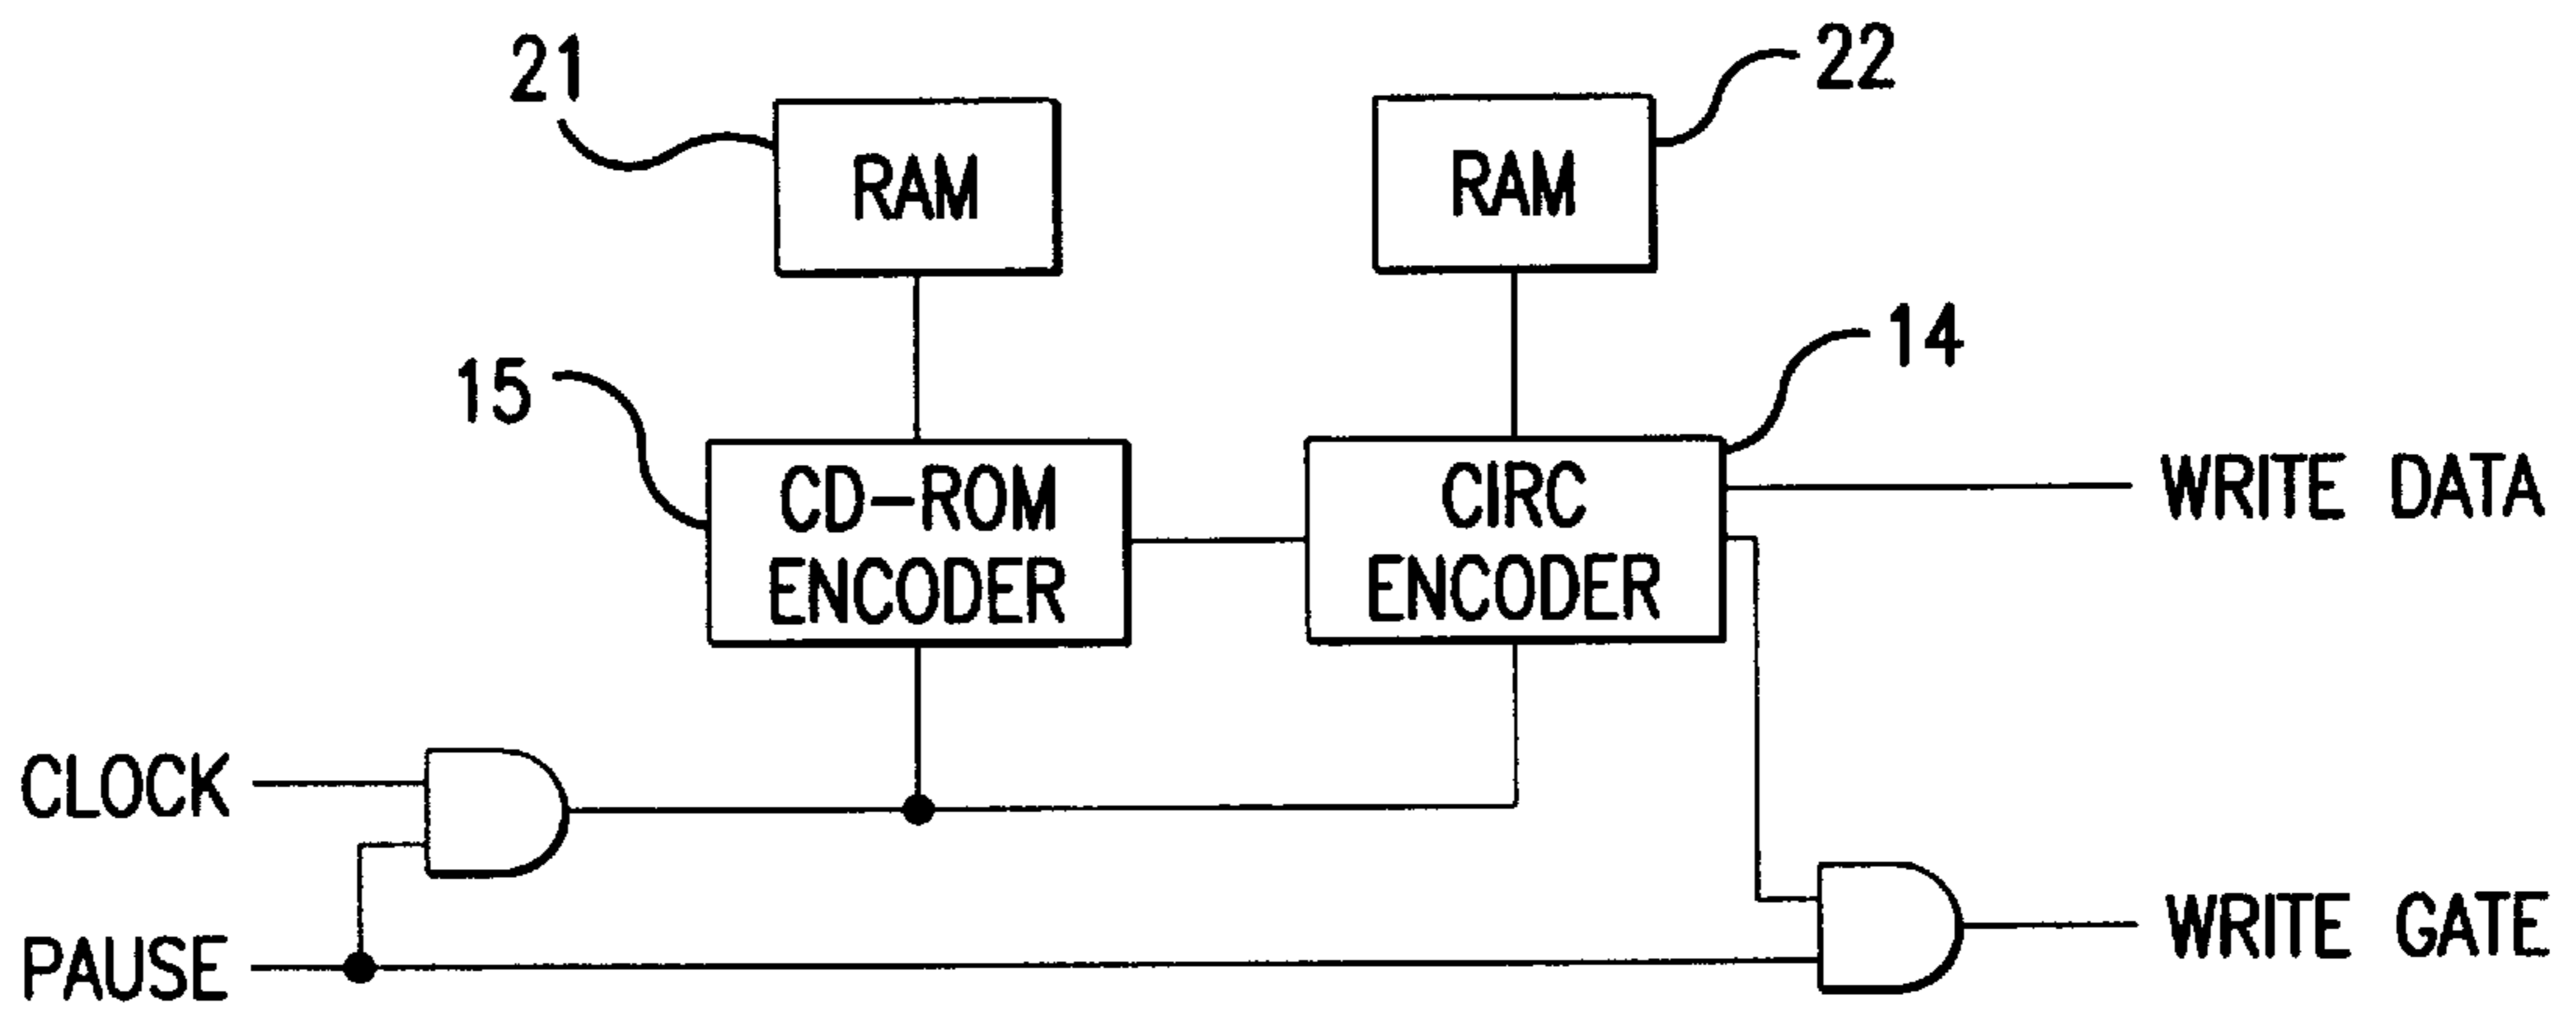 21
22
RAM
RAM
15
14
CD-ROM
ENCODER
CIRC
ENCODER
WRITE DATA
CLOCK
PAUSE
WRITE GATE